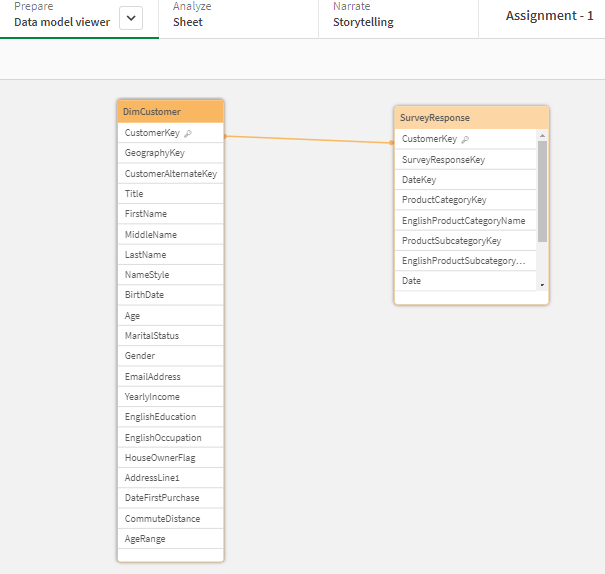 Prepare
Data model viewer
Analyze
Sheet
Narrate
Storytelling
Assignment - 1
DimCustomer
CustomerKey
GeographyKey
CustomerAlternateKey
Title
FirstName
MiddleName
LastName
NameStyle
BirthDate
Age
MaritalStatus
Gender
EmailAddress
YearlyIncome
EnglishEducation
EnglishOccupation
HouseOwnerFlag
AddressLine1
DateFirstPurchase
CommuteDistance
AgeRange
SurveyResponse
CustomerKey
SurveyResponseKey
DateKey
ProductCategoryKey
EnglishProductCategoryName
ProductSubcategoryKey
EnglishProductSubcategory...
Date